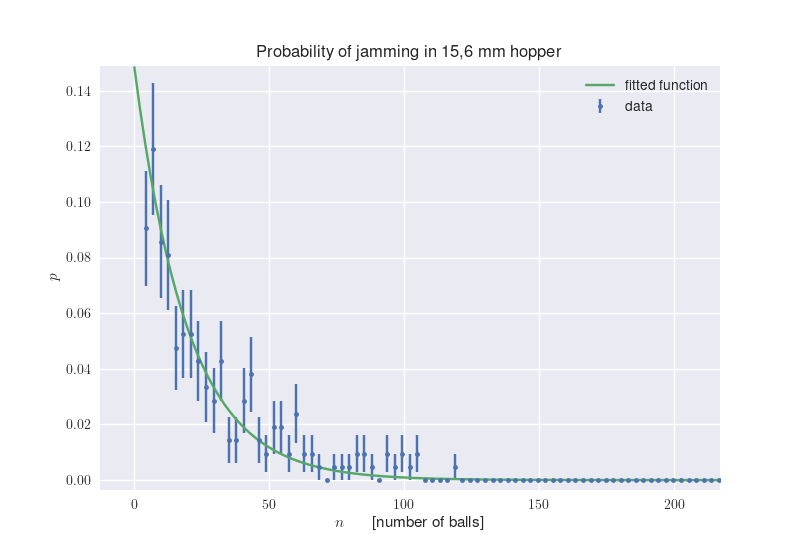 Probability of jamming in 15,6 mm hopper
fitted function
data
0.14
0.12
0.10
0.08
0.06
0.04
0.02
0.00
p
0 50 100 150 200
n [number of balls]